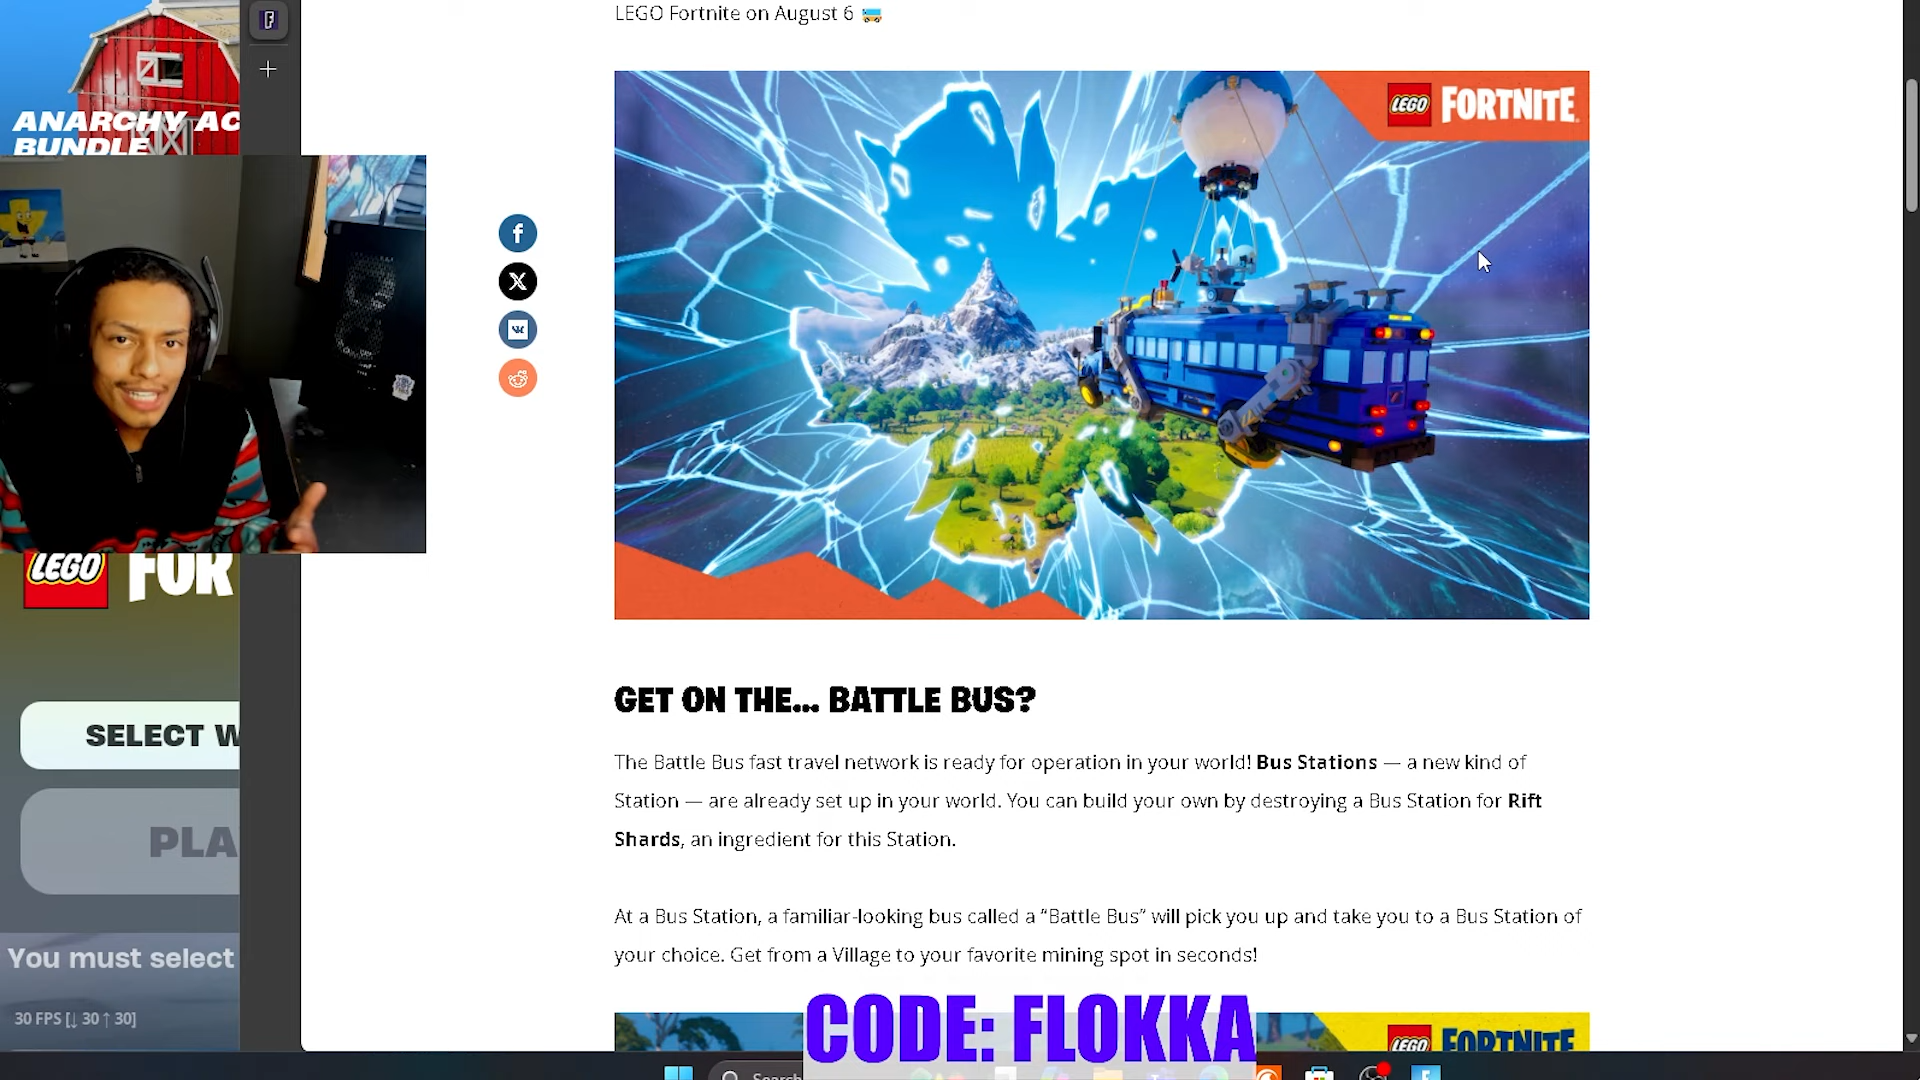 LEGO Fortnite on August 6
ANARCHY AC
BUNDLE
LEGO FORTNITE
LEGO FOR
SELECT W
PLA
You must select
30 FPS [↓ 30 ↑ 30]
GET ON THE... BATTLE BUS?
The Battle Bus fast travel network is ready for operation in your world! Bus Stations — a new kind of
Station — are already set up in your world. You can build your own by destroying a Bus Station for Rift
Shards, an ingredient for this Station.
At a Bus Station, a familiar-looking bus called a “Battle Bus” will pick you up and take you to a Bus Station of
your choice. Get from a Village to your favorite mining spot in seconds!
LEGO FORTNITE
CODE: FLOKKA
Search